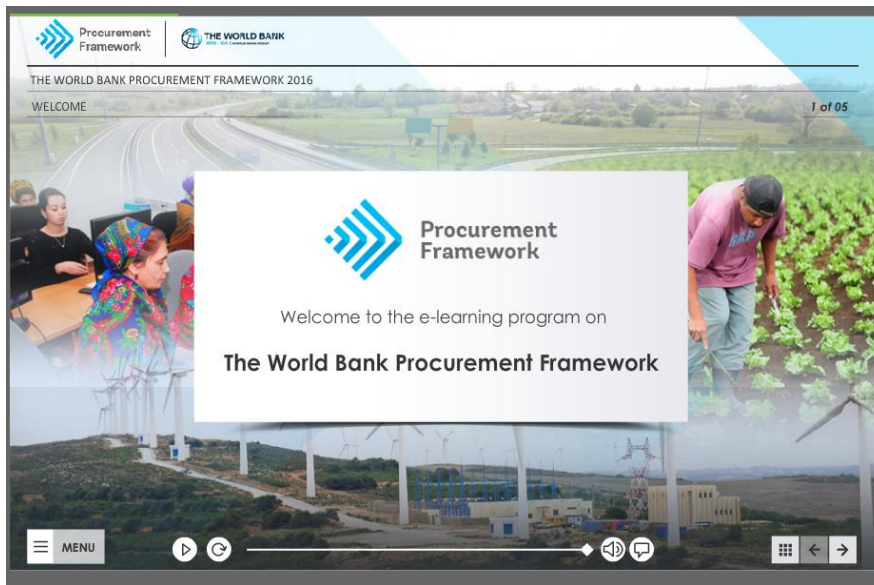 Procurement
Framework
THE WORLD BANK
THE WORLD BANK PROCUREMENT FRAMEWORK 2016
WELCOME
1 of 05
Procurement
Framework
Welcome to the e-learning program on
The World Bank Procurement Framework
MENU